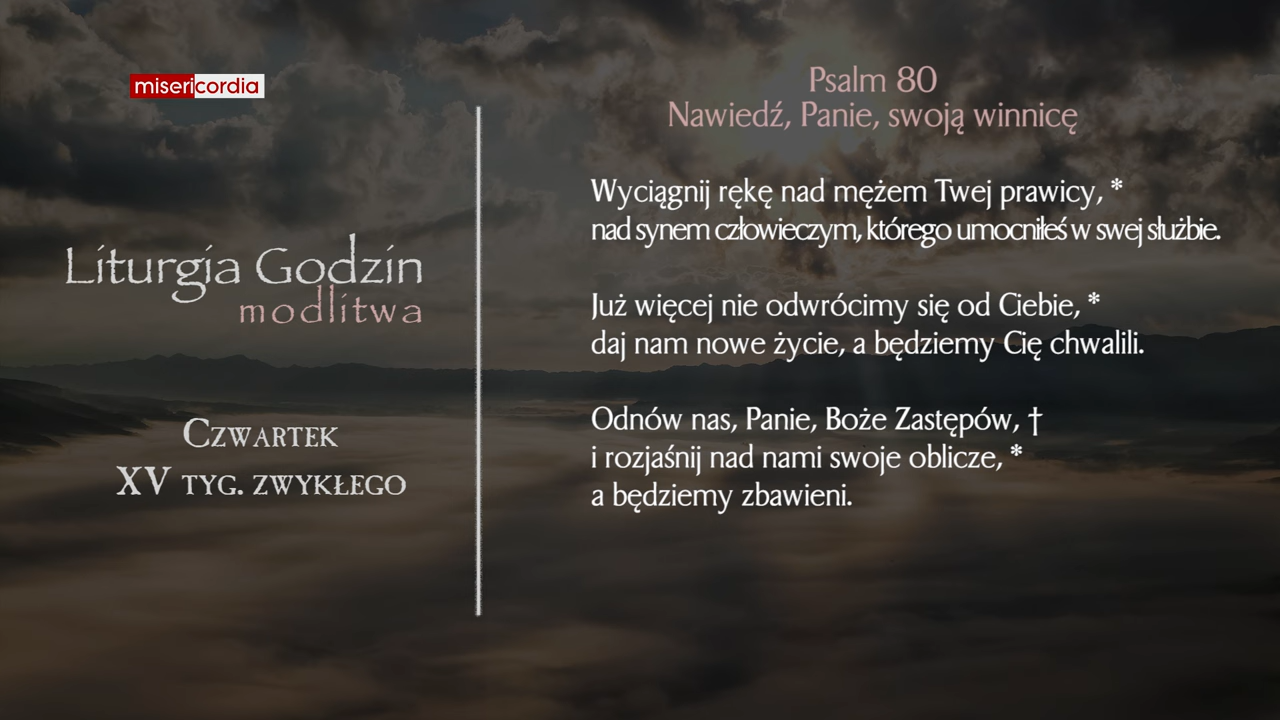 misericordia
Liturgia Godzin
modlitwa
Czwartek
XV tyg. zwykłego
Psalm 80
Nawiedź, Panie, swoją winnicę
Wyciągnij rękę nad mężem Twej prawicy, *
nad synem człowieczym, którego umocniłeś w swej służbie.
Już więcej nie odwrócimy się od Ciebie, *
daj nam nowe życie, a będziemy Cię chwalili.
Odnów nas, Panie, Boże Zastępów, †
i rozjaśnij nad nami swoje oblicze, *
a będziemy zbawieni.